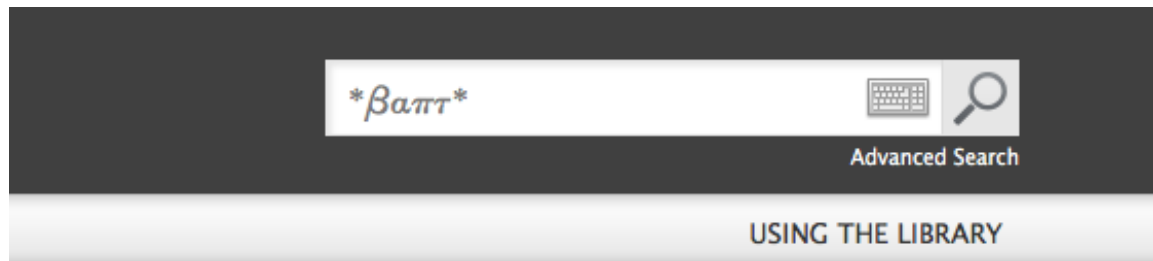 *βαπτ*
Advanced Search
USING THE LIBRARY